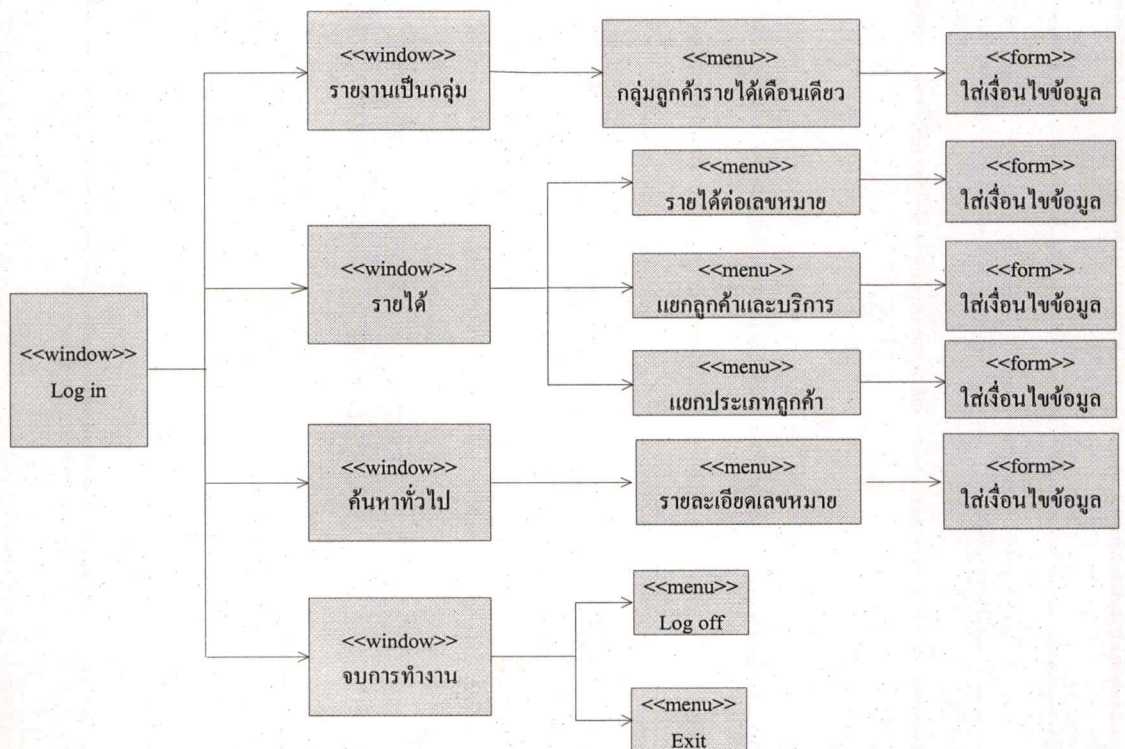 <<window>>
Log in
<<window>>
รายงานเป็นกลุ่ม
<<menu>>
กลุ่มลูกค้ารายได้เดือนเดียว
<<form>>
ใส่เงื่อนไขข้อมูล
<<window>>
รายได้
<<menu>>
รายได้ต่อเลขหมาย
<<form>>
ใส่เงื่อนไขข้อมูล
<<menu>>
แยกลูกค้าและบริการ
<<form>>
ใส่เงื่อนไขข้อมูล
<<menu>>
แยกประเภทลูกค้า
<<form>>
ใส่เงื่อนไขข้อมูล
<<window>>
ค้นหาทั่วไป
<<menu>>
รายละเอียดเลขหมาย
<<form>>
ใส่เงื่อนไขข้อมูล
<<window>>
จบการทำงาน
<<menu>>
Log off
<<menu>>
Exit